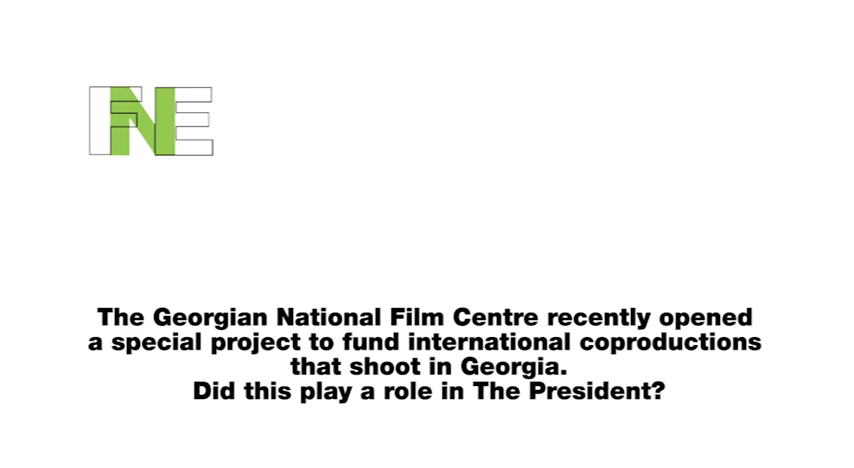 FNE
The Georgian National Film Centre recently opened
a special project to fund international coproductions
that shoot in Georgia.
Did this play a role in The President?